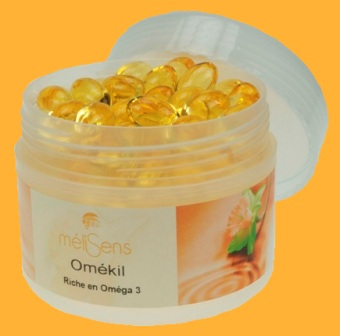 méliSens
Omékil
Riche en Oméga 3